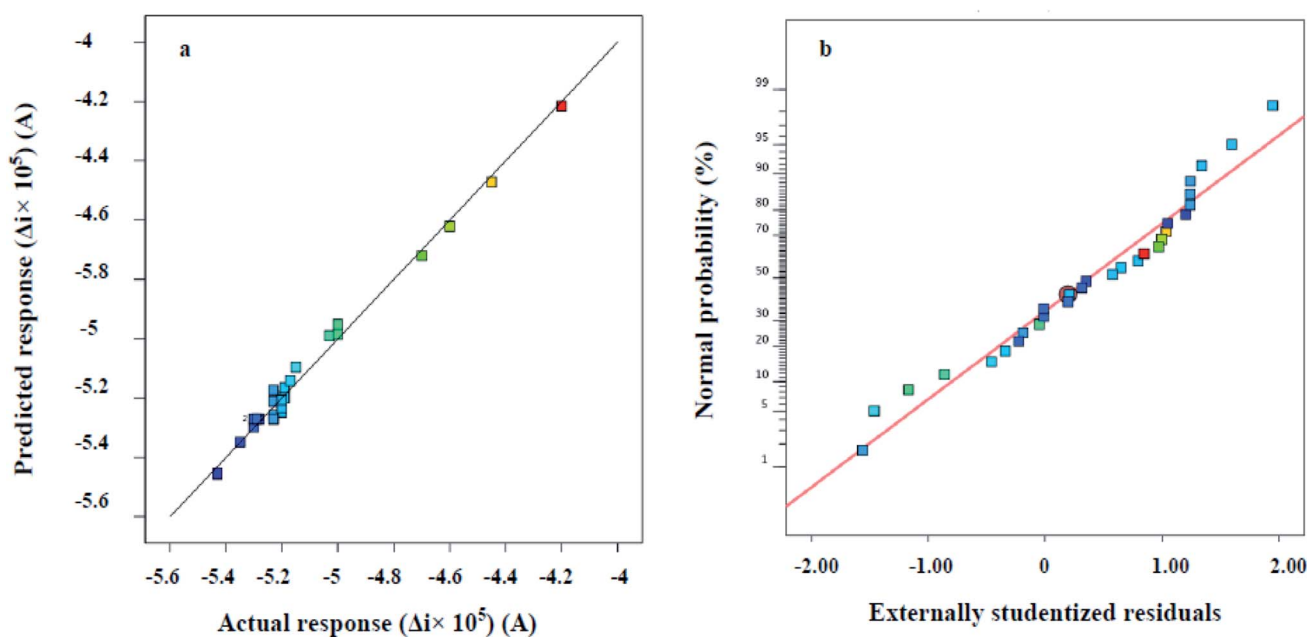 a
Predicted response (Δi× 10⁵) (A)
-4
-4.2
-4.4
-4.6
-4.8
-5
-5.2
-5.4
-5.6
2
-5.6 -5.4 -5.2 -5 -4.8 -4.6 -4.4 -4.2 -4
Actual response (Δi× 10⁵) (A)
b
Normal probability (%)
99
95
90
80
70
50
30
20
10
5
1
-2.00 -1.00 0 1.00 2.00
Externally studentized residuals